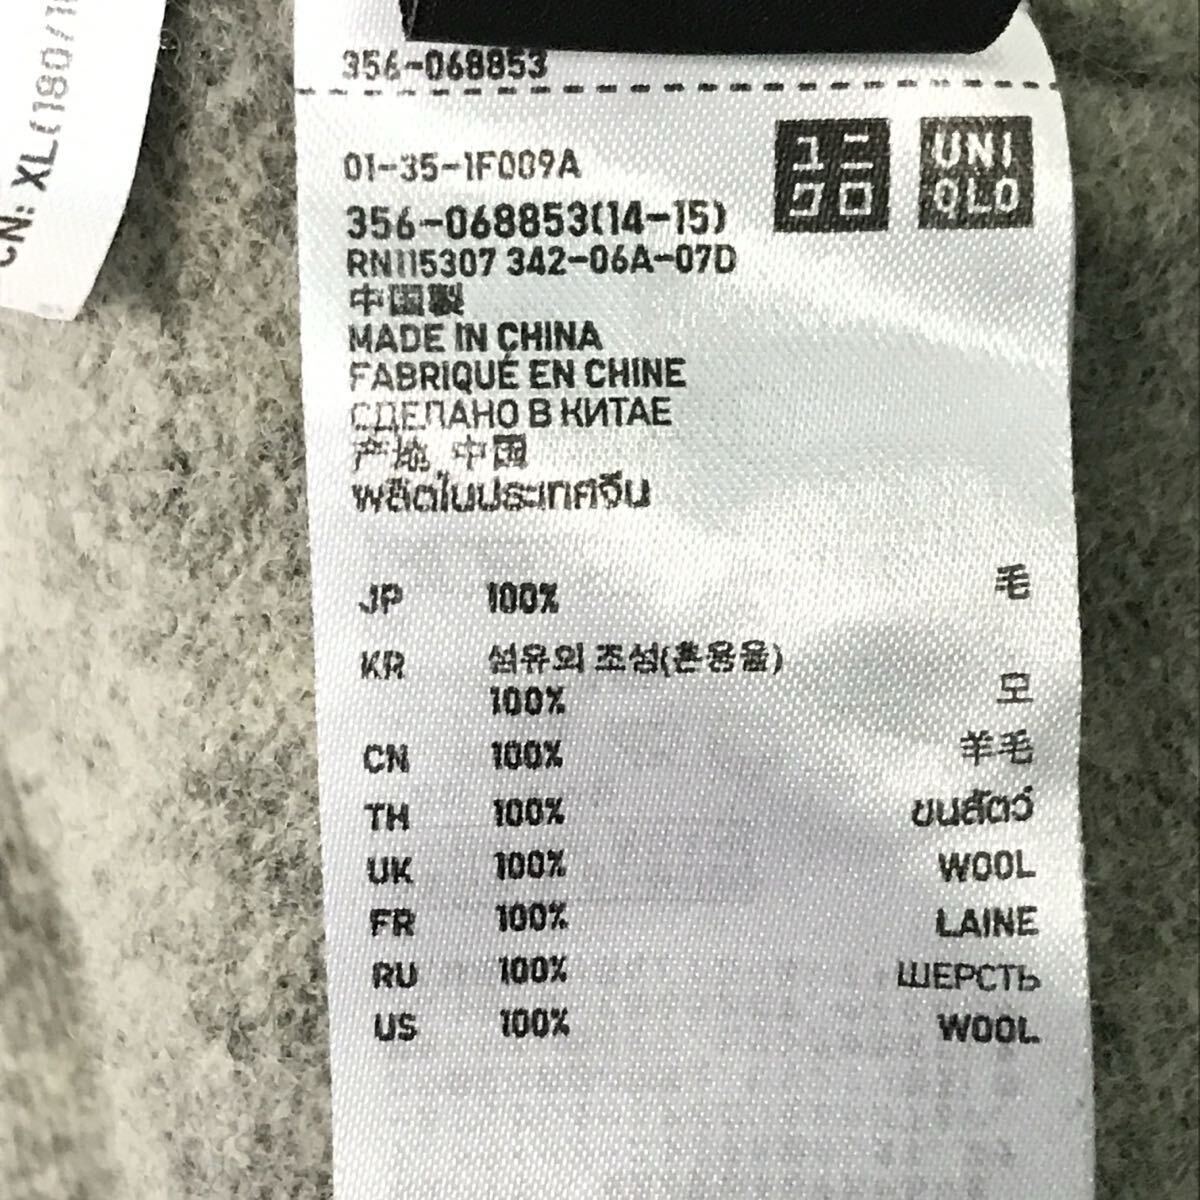 CN: XL(180/1
356-068853
01-35-1F009A
ユニ
クロ
UNI
QLO
356-068853(14-15)
RN115307 342-06A-07D
中国製
MADE IN CHINA
FABRIQUÉ EN CHINE
СДЕЛАНО В КИТАЕ
产地 中国
ผลิตในประเทศจีน
JP 100% 毛
KR 섬유의 조성(혼용율)
100% 모
CN 100% 羊毛
TH 100% ขนสัตว์
UK 100% WOOL
FR 100% LAINE
RU 100% ШЕРСТЬ
US 100% WOOL